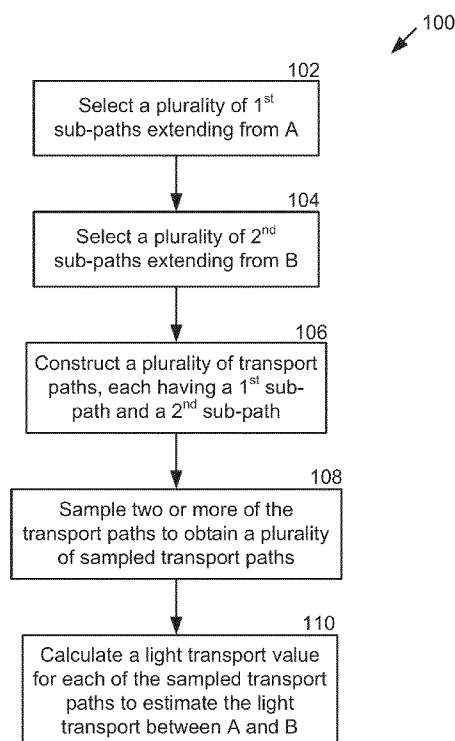 100
102
Select a plurality of 1st
sub-paths extending from A
104
Select a plurality of 2nd
sub-paths extending from B
106
Construct a plurality of transport
paths, each having a 1st sub-
path and a 2nd sub-path
108
Sample two or more of the
transport paths to obtain a plurality
of sampled transport paths
110
Calculate a light transport value
for each of the sampled transport
paths to estimate the light
transport between A and B